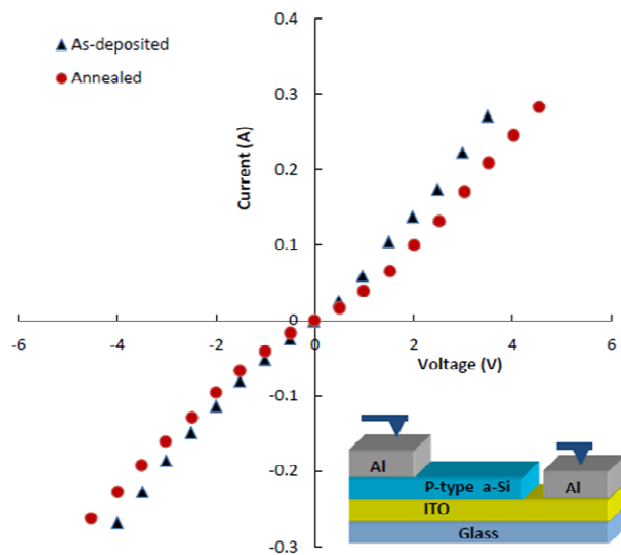 As-deposited
Annealed
Current (A)
Voltage (V)
0.4
0.3
0.2
0.1
0
-0.1
-0.2
-0.3
-6
-4
-2
0
2
4
6
Al
P-type a-Si
Al
ITO
Glass